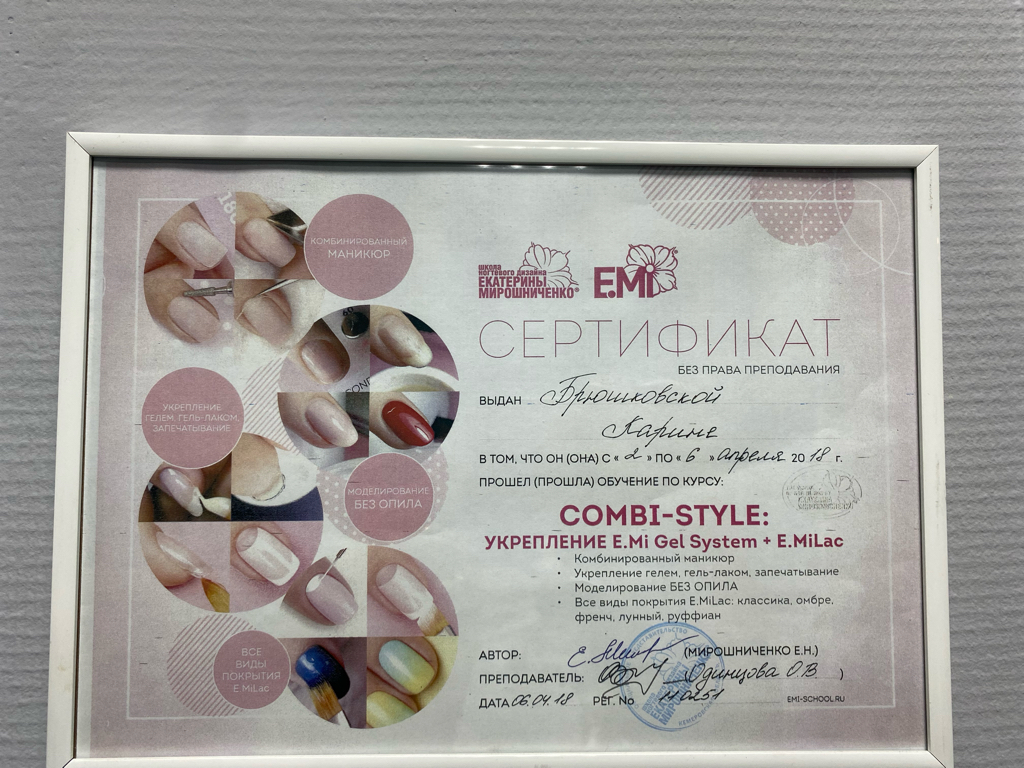 КОМБИНИРОВАННЫЙ
МАНИКЮР
УКРЕПЛЕНИЕ
ГЕЛЕМ, ГЕЛЬ-ЛАКОМ,
ЗАПЕЧАТЫВАНИЕ
МОДЕЛИРОВАНИЕ
БЕЗ ОПИЛА
ВСЕ
ВИДЫ
ПОКРЫТИЯ
E.MiLac
школа
ногтевого дизайна
ЕКАТЕРИНЫ
МИРОШНИЧЕНКО®
E.Mi
СЕРТИФИКАТ
БЕЗ ПРАВА ПРЕПОДАВАНИЯ
ВЫДАН Брюшковской
Карине
В ТОМ, ЧТО ОН (ОНА) С « 2 » ПО « 6 » апреля 20 18 г.
ПРОШЕЛ (ПРОШЛА) ОБУЧЕНИЕ ПО КУРСУ:
COMBI-STYLE:
УКРЕПЛЕНИЕ E.Mi Gel System + E.MiLac
• Комбинированный маникюр
• Укрепление гелем, гель-лаком, запечатывание
• Моделирование БЕЗ ОПИЛА
• Все виды покрытия E.MiLac: классика, омбре,
френч, лунный, руффиан
АВТОР: (МИРОШНИЧЕНКО Е.Н.)
ПРЕПОДАВАТЕЛЬ: ( Одинцова О.В )
ДАТА 06.04.18 РЕГ. No 110251
EMI-SCHOOL.RU